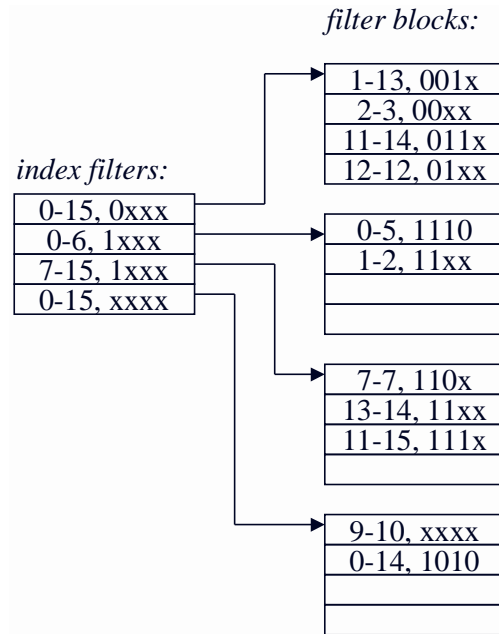 filter blocks:
1-13, 001x
2-3, 00xx
11-14, 011x
12-12, 01xx
index filters:
0-15, 0xxx
0-6, 1xxx
7-15, 1xxx
0-15, xxxx
0-5, 1110
1-2, 11xx
7-7, 110x
13-14, 11xx
11-15, 111x
9-10, xxxx
0-14, 1010